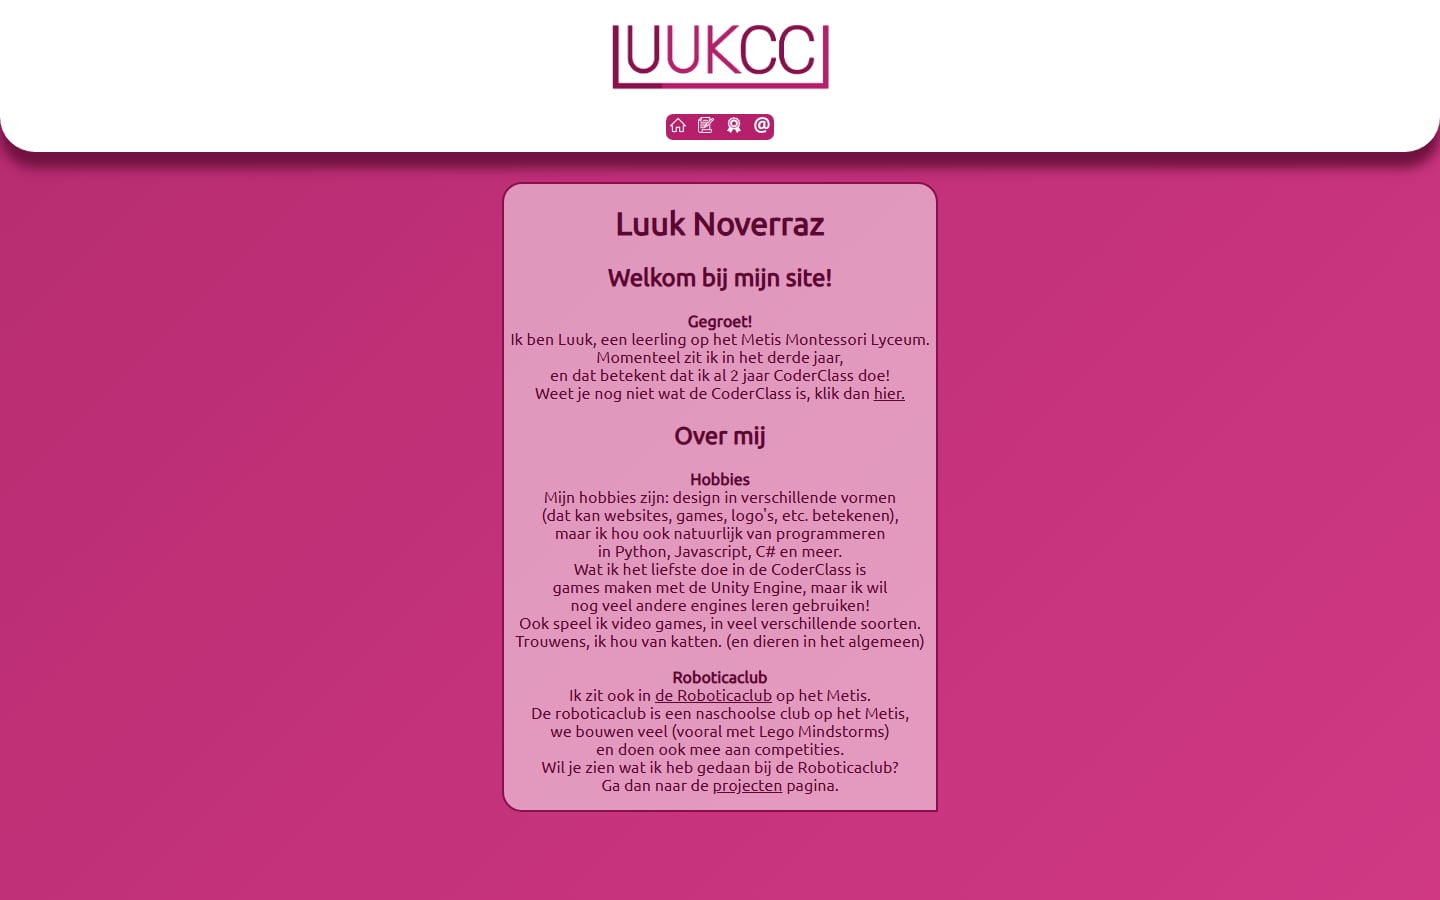 LUUKCC
Luuk Noverraz
Welkom bij mijn site!
Gegroet!
Ik ben Luuk, een leerling op het Metis Montessori Lyceum.
Momenteel zit ik in het derde jaar,
en dat betekent dat ik al 2 jaar CoderClass doe!
Weet je nog niet wat de CoderClass is, klik dan hier.
Over mij
Hobbies
Mijn hobbies zijn: design in verschillende vormen
(dat kan websites, games, logo's, etc. betekenen),
maar ik hou ook natuurlijk van programmeren
in Python, Javascript, C# en meer.
Wat ik het liefste doe in de CoderClass is
games maken met de Unity Engine, maar ik wil
nog veel andere engines leren gebruiken!
Ook speel ik video games, in veel verschillende soorten.
Trouwens, ik hou van katten. (en dieren in het algemeen)
Roboticaclub
Ik zit ook in de Roboticaclub op het Metis.
De roboticaclub is een naschoolse club op het Metis,
we bouwen veel (vooral met Lego Mindstorms)
en doen ook mee aan competities.
Wil je zien wat ik heb gedaan bij de Roboticaclub?
Ga dan naar de projecten pagina.